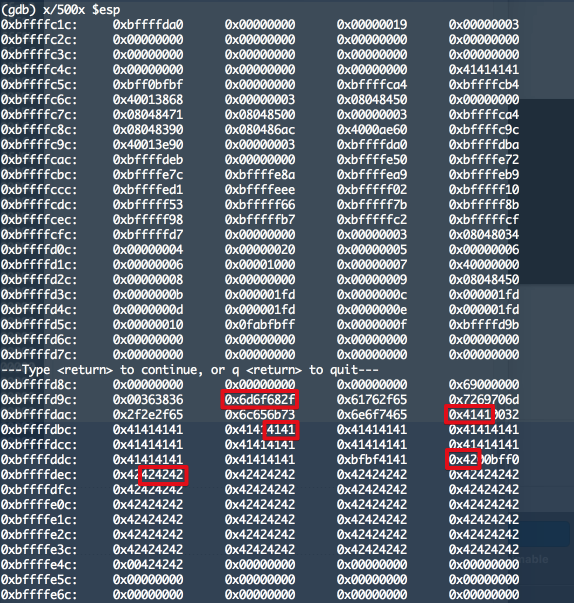 (gdb) x/500x $esp
0xbffffc1c: 0xbffffda0 0x00000000 0x00000019 0x00000003
0xbffffc2c: 0x00000000 0x00000000 0x00000000 0x00000000
0xbffffc3c: 0x00000000 0x00000000 0x00000000 0x00000000
0xbffffc4c: 0x00000000 0x00000000 0x00000000 0x41414141
0xbffffc5c: 0xbff0bfbf 0x00000000 0xbffffca4 0xbffffcb4
0xbffffc6c: 0x40013868 0x00000003 0x08048450 0x00000000
0xbffffc7c: 0x08048471 0x08048500 0x00000003 0xbffffca4
0xbffffc8c: 0x08048390 0x080486ac 0x4000ae60 0xbffffc9c
0xbffffc9c: 0x40013e90 0x00000003 0xbffffda0 0xbffffdba
0xbffffcac: 0xbffffdeb 0x00000000 0xbffffe50 0xbffffe72
0xbffffcbc: 0xbffffe7c 0xbffffe8a 0xbffffea9 0xbffffeb9
0xbffffccc: 0xbffffed1 0xbffffeee 0xbfffff02 0xbfffff10
0xbffffcdc: 0xbfffff53 0xbfffff66 0xbfffff7b 0xbfffff8b
0xbffffcec: 0xbfffff98 0xbfffffb7 0xbfffffc2 0xbfffffcf
0xbffffcfc: 0xbfffffd7 0x00000000 0x00000003 0x08048034
0xbffffd0c: 0x00000004 0x00000020 0x00000005 0x00000006
0xbffffd1c: 0x00000006 0x00001000 0x00000007 0x40000000
0xbffffd2c: 0x00000008 0x00000000 0x00000009 0x08048450
0xbffffd3c: 0x0000000b 0x000001fd 0x0000000c 0x000001fd
0xbffffd4c: 0x0000000d 0x000001fd 0x0000000e 0x000001fd
0xbffffd5c: 0x00000010 0x0fabfbff 0x0000000f 0xbffffd9b
0xbffffd6c: 0x00000000 0x00000000 0x00000000 0x00000000
0xbffffd7c: 0x00000000 0x00000000 0x00000000 0x00000000
---Type <return> to continue, or q <return> to quit---
0xbffffd8c: 0x00000000 0x00000000 0x00000000 0x69000000
0xbffffd9c: 0x00363836 0x6d6f682f 0x61762f65 0x7269706d
0xbffffdac: 0x2f2e2f65 0x6c656b73 0x6e6f7465 0x41410032
0xbffffdbc: 0x41414141 0x41414141 0x41414141 0x41414141
0xbffffdcc: 0x41414141 0x41414141 0x41414141 0x41414141
0xbffffddc: 0x41414141 0x41414141 0xbfbf4141 0x4200bff0
0xbffffdec: 0x42424242 0x42424242 0x42424242 0x42424242
0xbffffdfc: 0x42424242 0x42424242 0x42424242 0x42424242
0xbffffe0c: 0x42424242 0x42424242 0x42424242 0x42424242
0xbffffe1c: 0x42424242 0x42424242 0x42424242 0x42424242
0xbffffe2c: 0x42424242 0x42424242 0x42424242 0x42424242
0xbffffe3c: 0x42424242 0x42424242 0x42424242 0x42424242
0xbffffe4c: 0x00424242 0x00000000 0x00000000 0x00000000
0xbffffe5c: 0x00000000 0x00000000 0x00000000 0x00000000
0xbffffe6c: 0x00000000 0x00000000 0x00000000 0x00000000